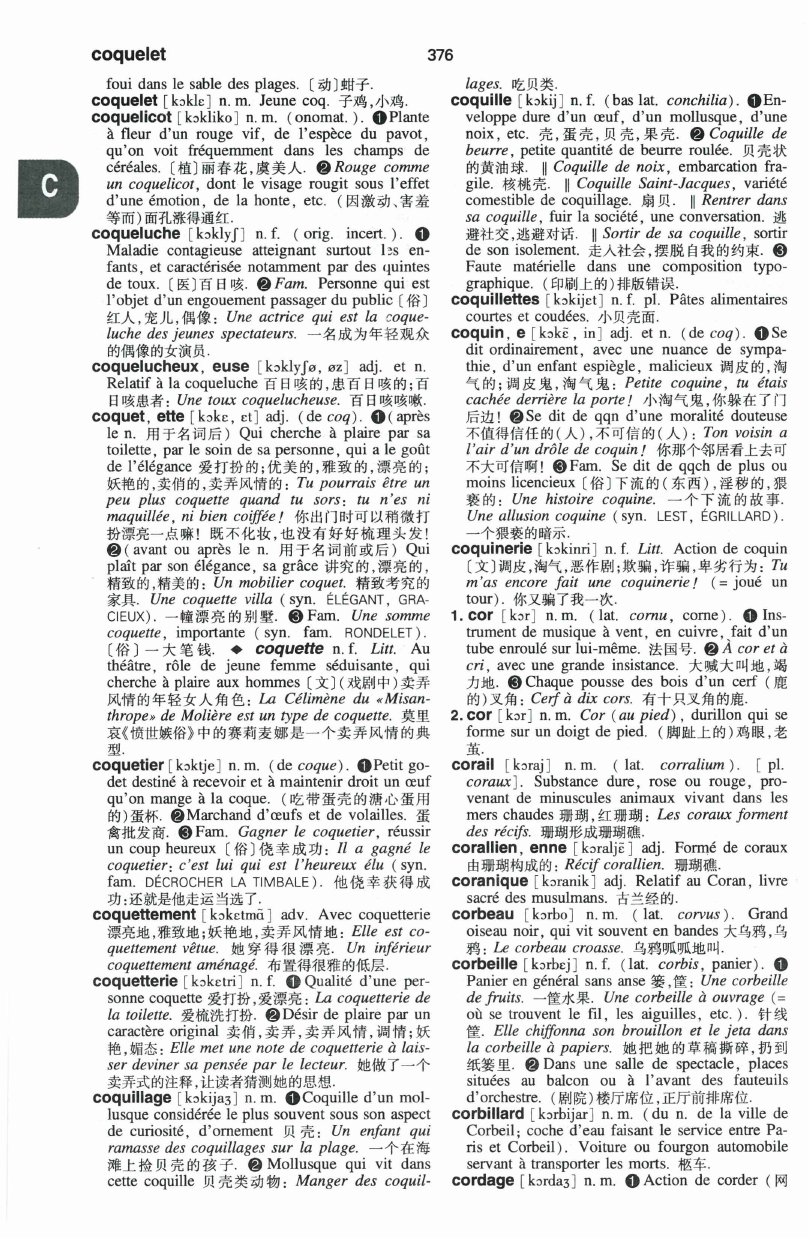 coquelet
376
C
foui dans le sable des plages. 〔动〕蚶子.
coquelet [kɔklɛ] n. m. Jeune coq. 子鸡,小鸡.
coquelicot [kɔkliko] n. m. (onomat.). ❶Plante
à fleur d'un rouge vif, de l'espèce du pavot,
qu'on voit fréquemment dans les champs de
céréales. 〔植〕丽春花,虞美人. ❷Rouge comme
un coquelicot, dont le visage rougit sous l'effet
d'une émotion, de la honte, etc. (因激动、害羞
等而)面孔涨得通红.
coqueluche [kɔklyʃ] n. f. (orig. incert.). ❶
Maladie contagieuse atteignant surtout les en-
fants, et caractérisée notamment par des quintes
de toux. 〔医〕百日咳. ❷Fam. Personne qui est
l'objet d'un engouement passager du public〔俗〕
红人,宠儿,偶像: Une actrice qui est la coque-
luche des jeunes spectateurs. 一名成为年轻观众
的偶像的女演员.
coquelucheux, euse [kɔklyʃø, øz] adj. et n.
Relatif à la coqueluche 百日咳的,患百日咳的;百
日咳患者: Une toux coquelucheuse. 百日咳咳嗽.
coquet, ette [kɔkɛ, ɛt] adj. (de coq). ❶(après
le n. 用于名词后) Qui cherche à plaire par sa
toilette, par le soin de sa personne, qui a le goût
de l'élégance 爱打扮的;优美的,雅致的,漂亮的;
妖艳的,卖俏的,卖弄风情的: Tu pourrais être un
peu plus coquette quand tu sors: tu n'es ni
maquillée, ni bien coiffée! 你出门时可以稍微打
扮漂亮一点嘛! 既不化妆,也没有好好梳理头发!
❷(avant ou après le n. 用于名词前或后) Qui
plaît par son élégance, sa grâce 讲究的,漂亮的,
精致的,精美的: Un mobilier coquet. 精致考究的
家具. Une coquette villa (syn. ÉLÉGANT, GRA-
CIEUX). 一幢漂亮的别墅. ❸Fam. Une somme
coquette, importante (syn. fam. RONDELET).
〔俗〕一大笔钱. ◆ coquette n. f. Litt. Au
théâtre, rôle de jeune femme séduisante, qui
cherche à plaire aux hommes〔文〕(戏剧中)卖弄
风情的年轻女人角色: La Célimène du «Misan-
thrope» de Molière est un type de coquette. 莫里
哀《愤世嫉俗》中的赛莉麦娜是一个卖弄风情的典
型.
coquetier [kɔktje] n. m. (de coque). ❶Petit go-
det destiné à recevoir et à maintenir droit un œuf
qu'on mange à la coque. (吃带蛋壳的溏心蛋用
的)蛋杯. ❷Marchand d'œufs et de volailles. 蛋
禽批发商. ❸Fam. Gagner le coquetier, réussir
un coup heureux〔俗〕侥幸成功: Il a gagné le
coquetier: c'est lui qui est l'heureux élu (syn.
fam. DÉCROCHER LA TIMBALE). 他侥幸获得成
功:还就是他走运当选了.
coquettement [kɔkɛtmɑ̃] adv. Avec coquetterie
漂亮地,雅致地;妖艳地,卖弄风情地: Elle est co-
quettement vêtue. 她穿得很漂亮. Un inférieur
coquettement aménagé. 布置得很雅的低层.
coquetterie [kɔkɛtri] n. f. ❶Qualité d'une per-
sonne coquette 爱打扮,爱漂亮: La coquetterie de
la toilette. 爱梳洗打扮. ❷Désir de plaire par un
caractère original 卖俏,卖弄,卖弄风情,调情;妖
艳,媚态: Elle met une note de coquetterie à lais-
ser deviner sa pensée par le lecteur. 她做了一个
卖弄式的注释,让读者猜测她的思想.
coquillage [kɔkijaʒ] n. m. ❶Coquille d'un mol-
lusque considérée le plus souvent sous son aspect
de curiosité, d'ornement 贝壳: Un enfant qui
ramasse des coquillages sur la plage. 一个在海
滩上捡贝壳的孩子. ❷ Mollusque qui vit dans
cette coquille 贝壳类动物: Manger des coquil-
lages. 吃贝类.
coquille [kɔkij] n. f. (bas lat. conchilia). ❶En-
veloppe dure d'un œuf, d'un mollusque, d'une
noix, etc. 壳,蛋壳,贝壳,果壳. ❷ Coquille de
beurre, petite quantité de beurre roulée. 贝壳状
的黄油球. ‖ Coquille de noix, embarcation fra-
gile. 核桃壳. ‖ Coquille Saint-Jacques, variété
comestible de coquillage. 扇贝. ‖ Rentrer dans
sa coquille, fuir la société, une conversation. 逃
避社交,逃避对话. ‖ Sortir de sa coquille, sortir
de son isolement. 走入社会,摆脱自我的约束. ❸
Faute matérielle dans une composition typo-
graphique. (印刷上的)排版错误.
coquillettes [kɔkijɛt] n. f. pl. Pâtes alimentaires
courtes et coudées. 小贝壳面.
coquin, e [kɔkɛ̃, in] adj. et n. (de coq). ❶Se
dit ordinairement, avec une nuance de sympa-
thie, d'un enfant espiègle, malicieux 调皮的,淘
气的;调皮鬼,淘气鬼: Petite coquine, tu étais
cachée derrière la porte! 小淘气鬼,你躲在了门
后边! ❷Se dit de qqn d'une moralité douteuse
不值得信任的(人),不可信的(人): Ton voisin a
l'air d'un drôle de coquin! 你那个邻居看上去可
不大可信啊! ❸Fam. Se dit de qqch de plus ou
moins licencieux〔俗〕下流的(东西),淫秽的,猥
亵的: Une histoire coquine. 一个下流的故事.
Une allusion coquine (syn. LEST, ÉGRILLARD).
一个猥亵的暗示.
coquinerie [kɔkinri] n. f. Litt. Action de coquin
〔文〕调皮,淘气,恶作剧;欺骗,诈骗,卑劣行为: Tu
m'as encore fait une coquinerie! (= joué un
tour). 你又骗了我一次.
1. cor [kɔr] n. m. (lat. cornu, corne). ❶ Ins-
trument de musique à vent, en cuivre, fait d'un
tube enroulé sur lui-même. 法国号. ❷À cor et à
cri, avec une grande insistance. 大喊大叫地,竭
力地. ❸Chaque pousse des bois d'un cerf (鹿
的)叉角: Cerf à dix cors. 有十只叉角的鹿.
2. cor [kɔr] n. m. Cor (au pied), durillon qui se
forme sur un doigt de pied. (脚趾上的)鸡眼,老
茧.
corail [kɔraj] n. m. (lat. corralium). [pl.
coraux]. Substance dure, rose ou rouge, pro-
venant de minuscules animaux vivant dans les
mers chaudes 珊瑚,红珊瑚: Les coraux forment
des récifs. 珊瑚形成珊瑚礁.
corallien, enne [kɔraljɛ̃] adj. Formé de coraux
由珊瑚构成的: Récif corallien. 珊瑚礁.
coranique [kɔranik] adj. Relatif au Coran, livre
sacré des musulmans. 古兰经的.
corbeau [kɔrbo] n. m. (lat. corvus). Grand
oiseau noir, qui vit souvent en bandes 大乌鸦,乌
鸦: Le corbeau croasse. 乌鸦呱呱地叫.
corbeille [kɔrbɛj] n. f. (lat. corbis, panier). ❶
Panier en général sans anse 篓,筐: Une corbeille
de fruits. 一筐水果. Une corbeille à ouvrage (=
où se trouvent le fil, les aiguilles, etc.). 针线
筐. Elle chiffonna son brouillon et le jeta dans
la corbeille à papiers. 她把她的草稿撕碎,扔到
纸篓里. ❷ Dans une salle de spectacle, places
situées au balcon ou à l'avant des fauteuils
d'orchestre. (剧院)楼厅席位,正厅前排席位.
corbillard [kɔrbijar] n. m. (du n. de la ville de
Corbeil; coche d'eau faisant le service entre Pa-
ris et Corbeil). Voiture ou fourgon automobile
servant à transporter les morts. 柩车.
cordage [kɔrdaʒ] n. m. ❶Action de corder (网